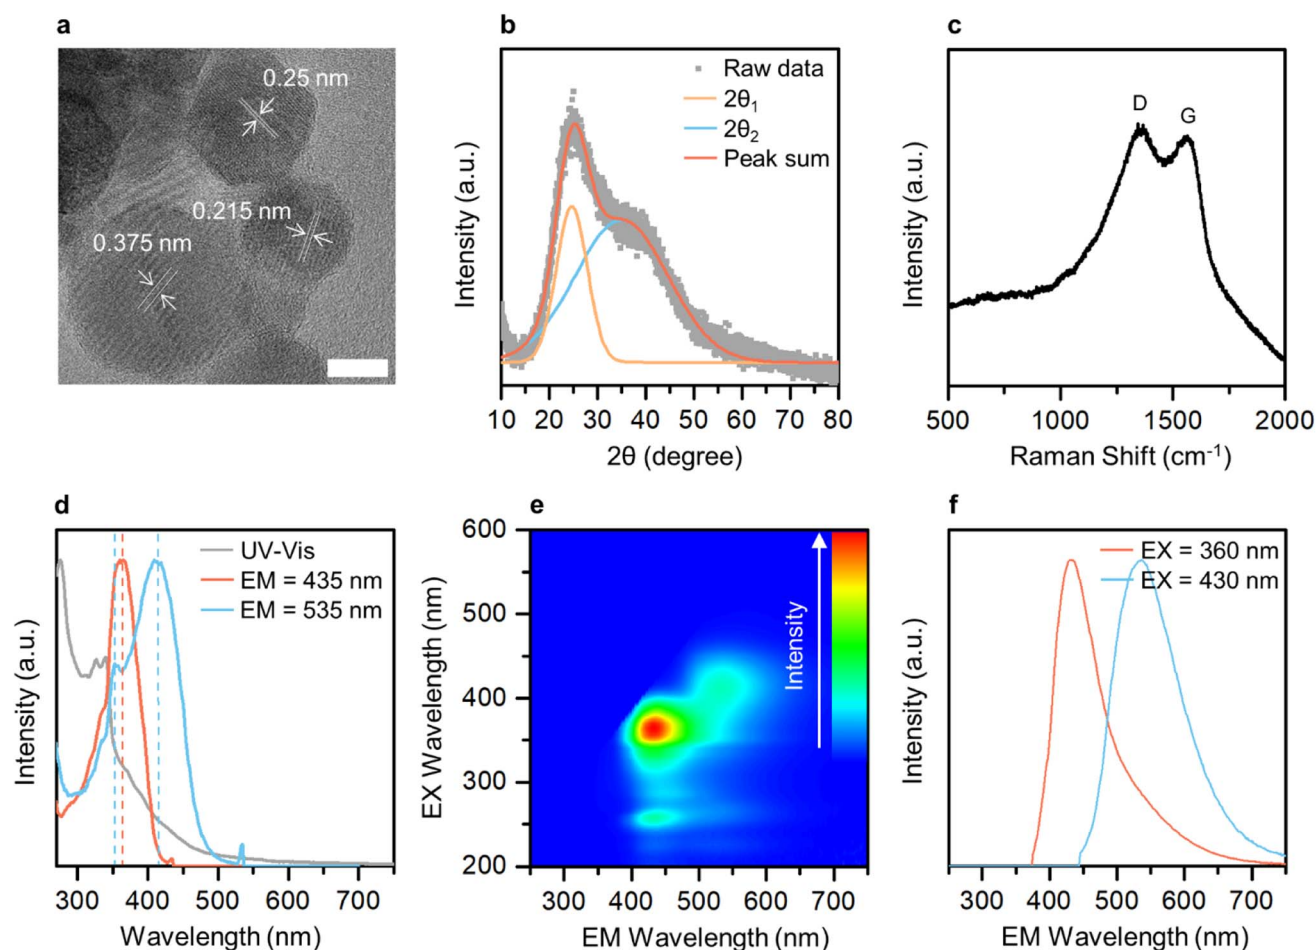 a
0.25 nm
0.215 nm
0.375 nm
b
Raw data
2θ₁
2θ₂
Peak sum
Intensity (a.u.)
10 20 30 40 50 60 70 80
2θ (degree)
c
D
G
Intensity (a.u.)
500 1000 1500 2000
Raman Shift (cm⁻¹)
d
UV-Vis
EM = 435 nm
EM = 535 nm
Intensity (a.u.)
300 400 500 600 700
Wavelength (nm)
e
600
500
400
300
200
EX Wavelength (nm)
Intensity
300 400 500 600 700
EM Wavelength (nm)
f
EX = 360 nm
EX = 430 nm
Intensity (a.u.)
300 400 500 600 700
EM Wavelength (nm)